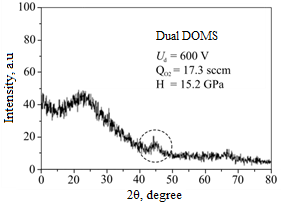 100
80
60
40
20
0
Intensity, a.u
Dual DOMS
Ud = 600 V
QO2 = 17.3 sccm
H = 15.2 GPa
0 10 20 30 40 50 60 70 80
2θ, degree